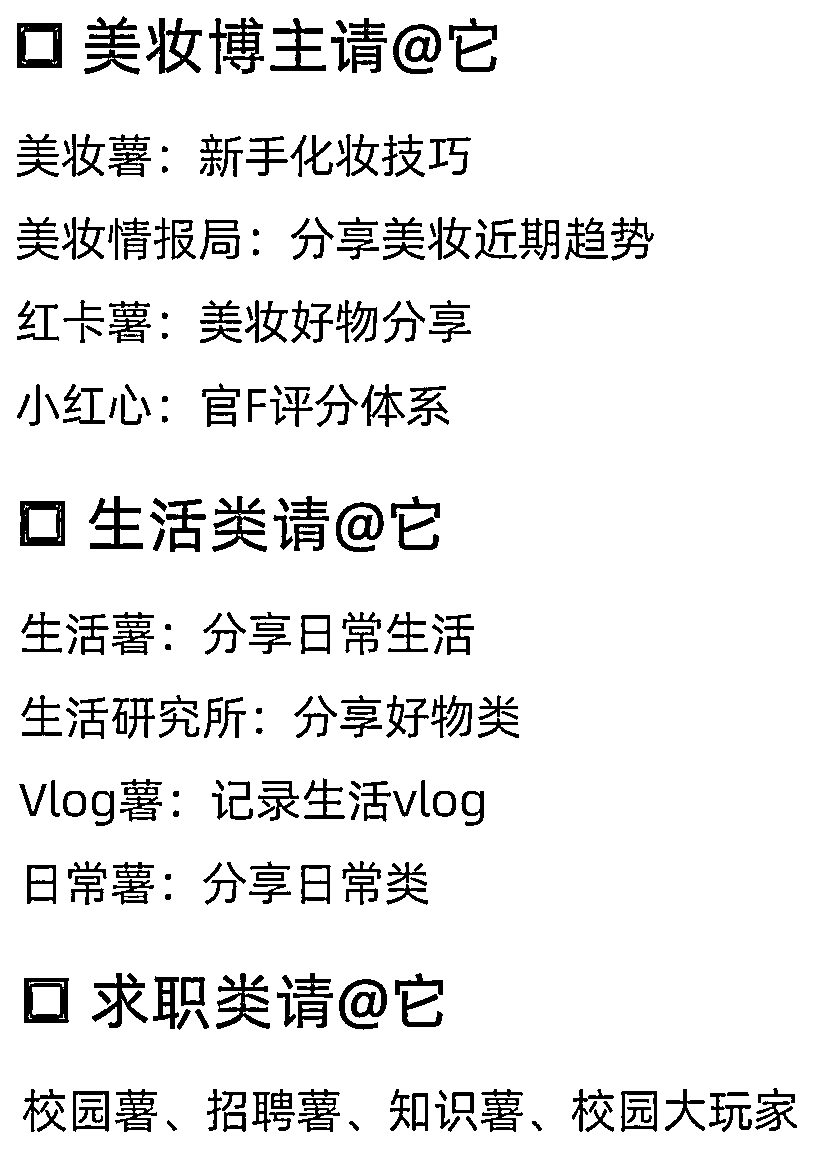 美妆博主请@它
美妆薯：新手化妆技巧
美妆情报局：分享美妆近期趋势
红卡薯：美妆好物分享
小红心：官F评分体系
生活类请@它
生活薯：分享日常生活
生活研究所：分享好物类
Vlog薯：记录生活vlog
日常薯：分享日常类
求职类请@它
校园薯、招聘薯、知识薯、校园大玩家